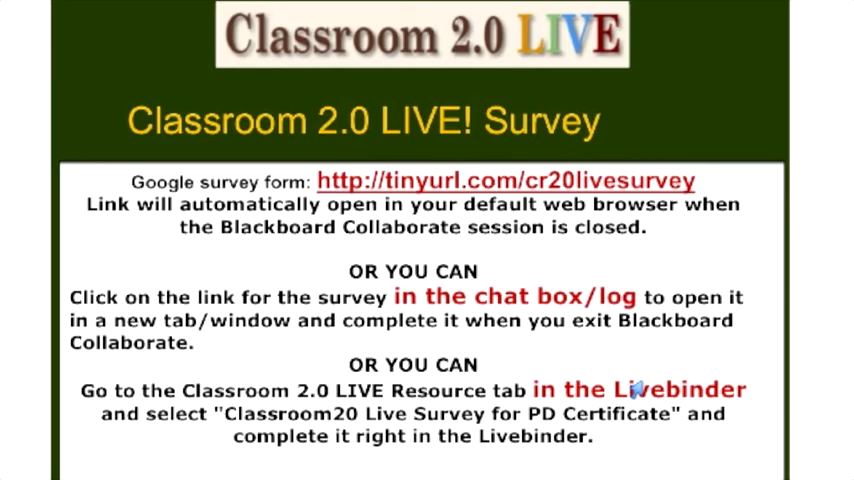 Classroom 2.0 LIVE
Classroom 2.0 LIVE! Survey
Google survey form: http://tinyurl.com/cr20livesurvey
Link will automatically open in your default web browser when
the Blackboard Collaborate session is closed.
OR YOU CAN
Click on the link for the survey in the chat box/log to open it
in a new tab/window and complete it when you exit Blackboard
Collaborate.
OR YOU CAN
Go to the Classroom 2.0 LIVE Resource tab in the Livebinder
and select "Classroom20 Live Survey for PD Certificate" and
complete it right in the Livebinder.